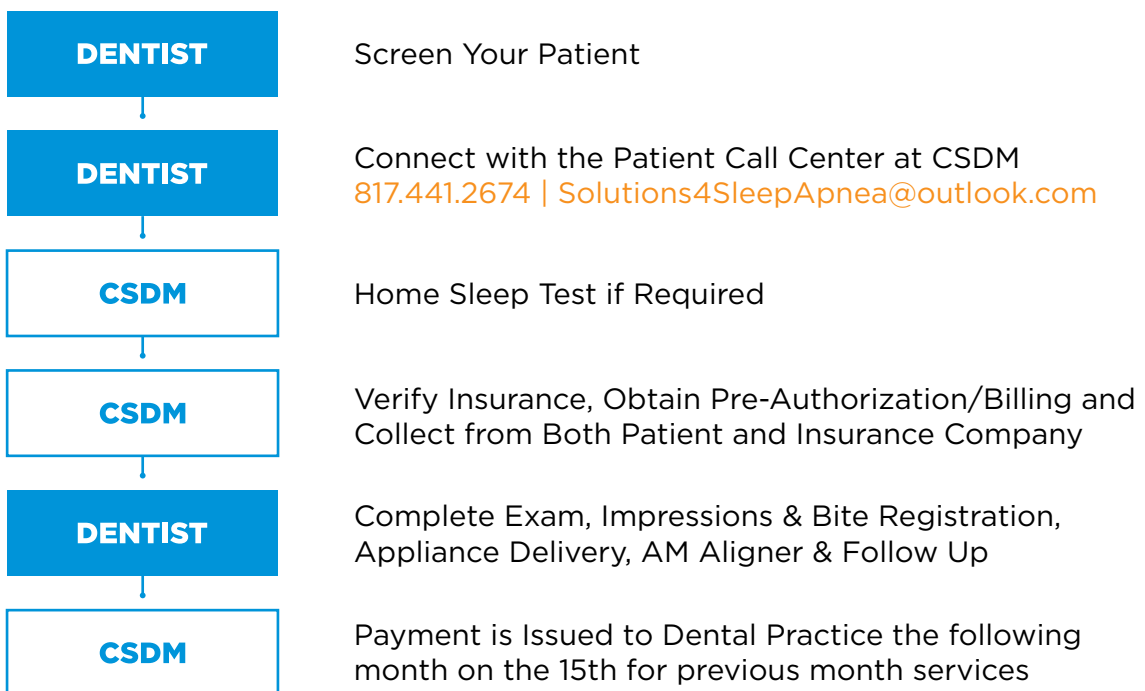 DENTIST
Screen Your Patient
DENTIST
Connect with the Patient Call Center at CSDM
817.441.2674 | Solutions4SleepApnea@outlook.com
CSDM
Home Sleep Test if Required
CSDM
Verify Insurance, Obtain Pre-Authorization/Billing and
Collect from Both Patient and Insurance Company
DENTIST
Complete Exam, Impressions & Bite Registration,
Appliance Delivery, AM Aligner & Follow Up
CSDM
Payment is Issued to Dental Practice the following
month on the 15th for previous month services